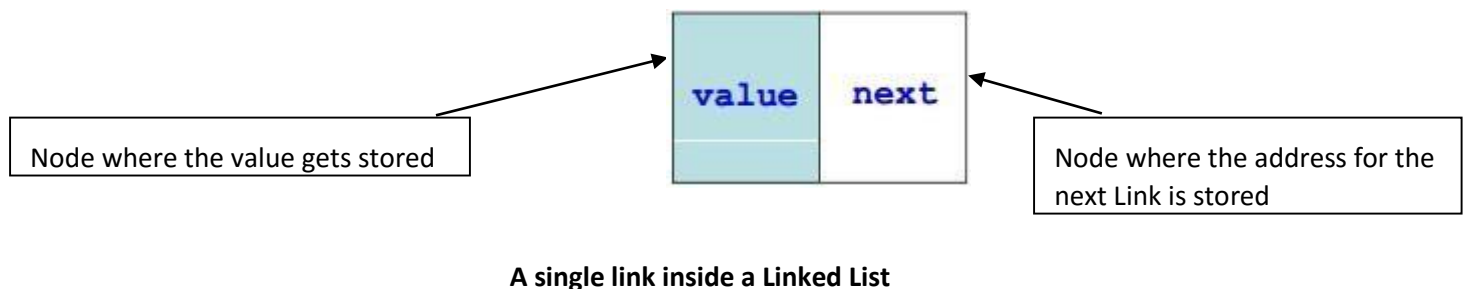 value next
Node where the value gets stored
Node where the address for the
next Link is stored
A single link inside a Linked List